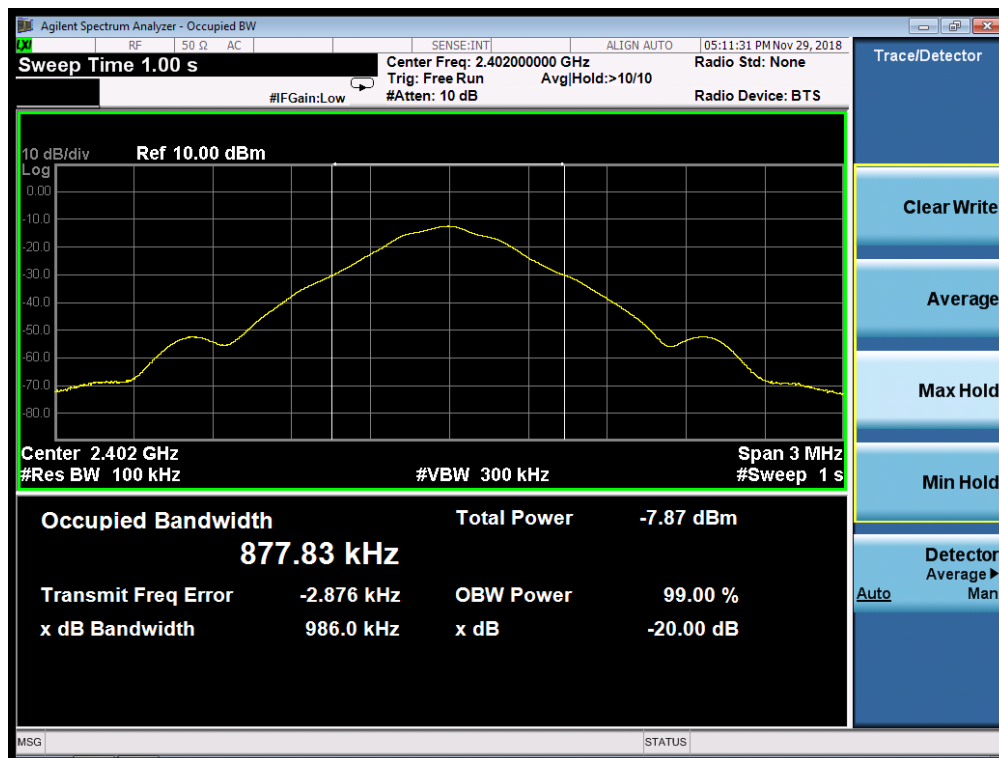 Agilent Spectrum Analyzer - Occupied BW
LXI RF 50 Ω AC SENSE:INT ALIGN AUTO 05:11:31 PM Nov 29, 2018
Sweep Time 1.00 s
Center Freq: 2.402000000 GHz
Radio Std: None
Trig: Free Run Avg|Hold:>10/10
#IFGain:Low
#Atten: 10 dB
Radio Device: BTS
10 dB/div Ref 10.00 dBm
Log
0.00
-10.0
-20.0
-30.0
-40.0
-50.0
-60.0
-70.0
-80.0
Center 2.402 GHz Span 3 MHz
#Res BW 100 kHz #VBW 300 kHz #Sweep 1 s
Occupied Bandwidth Total Power -7.87 dBm
877.83 kHz
Transmit Freq Error -2.876 kHz OBW Power 99.00 %
x dB Bandwidth 986.0 kHz x dB -20.00 dB
MSG STATUS
Trace/Detector
Clear Write
Average
Max Hold
Min Hold
Detector
Average
Auto Man